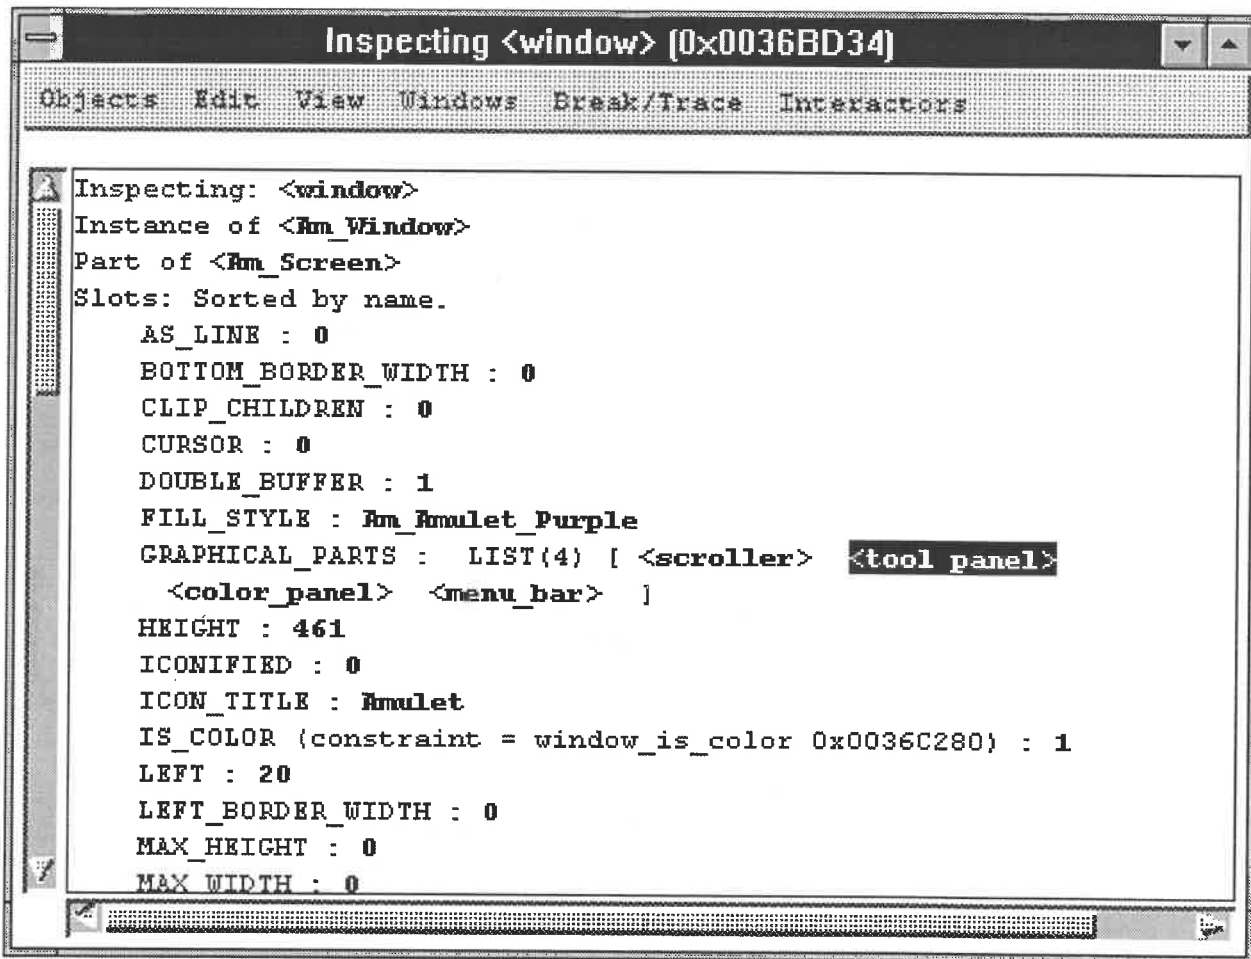 Inspecting <window> (0x0036BD34)
Objects Edit View Windows Break/Trace Interactors
Inspecting: <window>
Instance of <Am_Window>
Part of <Am_Screen>
Slots: Sorted by name.
AS_LINE : 0
BOTTOM_BORDER_WIDTH : 0
CLIP_CHILDREN : 0
CURSOR : 0
DOUBLE_BUFFER : 1
FILL_STYLE : Am_Amulet_Purple
GRAPHICAL_PARTS : LIST(4) [ <scroller> <tool_panel>
<color_panel> <menu_bar> ]
HEIGHT : 461
ICONIFIED : 0
ICON_TITLE : Amulet
IS_COLOR (constraint = window_is_color 0x0036C280) : 1
LEFT : 20
LEFT_BORDER_WIDTH : 0
MAX_HEIGHT : 0
MAX_WIDTH : 0